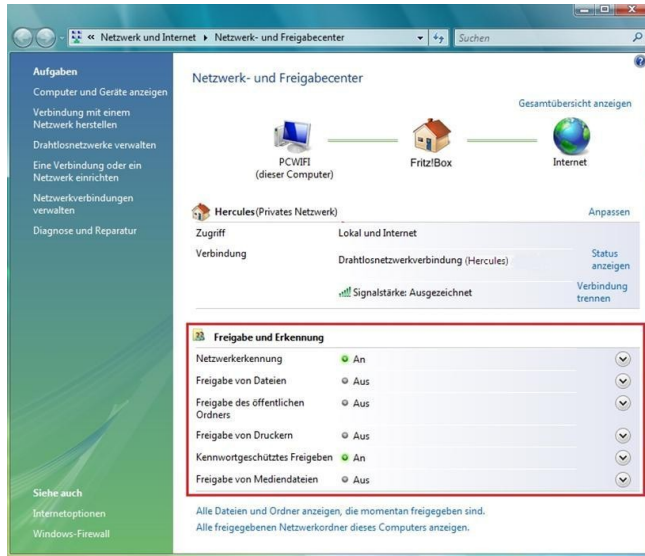 « Netzwerk und Internet ▸ Netzwerk- und Freigabecenter
Suchen
Aufgaben
Computer und Geräte anzeigen
Verbindung mit einem
Netzwerk herstellen
Drahtlosnetzwerke verwalten
Eine Verbindung oder ein
Netzwerk einrichten
Netzwerkverbindungen
verwalten
Diagnose und Reparatur
Siehe auch
Internetoptionen
Windows-Firewall
Netzwerk- und Freigabecenter
Gesamtübersicht anzeigen
PCWIFI
(dieser Computer)
Fritz!Box
Internet
Hercules(Privates Netzwerk)
Anpassen
Zugriff
Lokal und Internet
Verbindung
Drahtlosnetzwerkverbindung (Hercules)
Status
anzeigen
Signalstärke: Ausgezeichnet
Verbindung
trennen
Freigabe und Erkennung
Netzwerkerkennung
An
Freigabe von Dateien
Aus
Freigabe des öffentlichen
Ordners
Aus
Freigabe von Druckern
Aus
Kennwortgeschütztes Freigeben
An
Freigabe von Mediendateien
Aus
Alle Dateien und Ordner anzeigen, die momentan freigegeben sind.
Alle freigegebenen Netzwerkordner dieses Computers anzeigen.